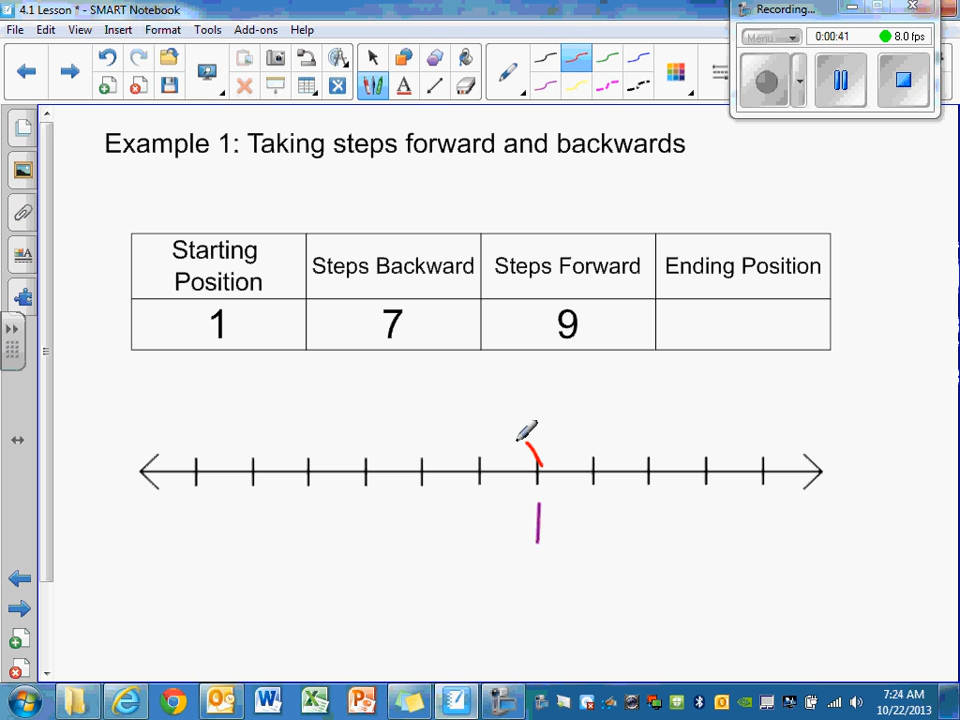 4.1 Lesson * - SMART Notebook
Recording...
File Edit View Insert Format Tools Add-ons Help
Menu
0:00:41
8.0 fps
Example 1: Taking steps forward and backwards
Starting Position
Steps Backward
Steps Forward
Ending Position
1
7
9
1
7:24 AM
10/22/2013